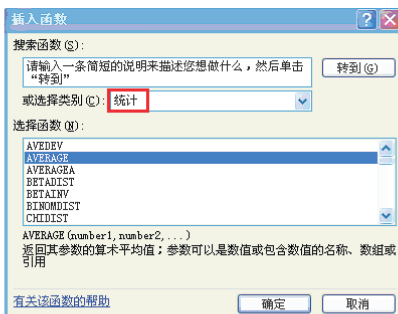 插入函数
搜索函数(S):
请输入一条简短的说明来描述您想做什么，然后单击
“转到”
转到(G)
或选择类别(C): 统计
选择函数(N):
AVEDEV
AVERAGE
AVERAGEA
BETADIST
BETAINV
BINOMDIST
CHIDIST
AVERAGE(number1,number2,...)
返回其参数的算术平均值；参数可以是数值或包含数值的名称、数组或
引用
有关该函数的帮助
确定
取消